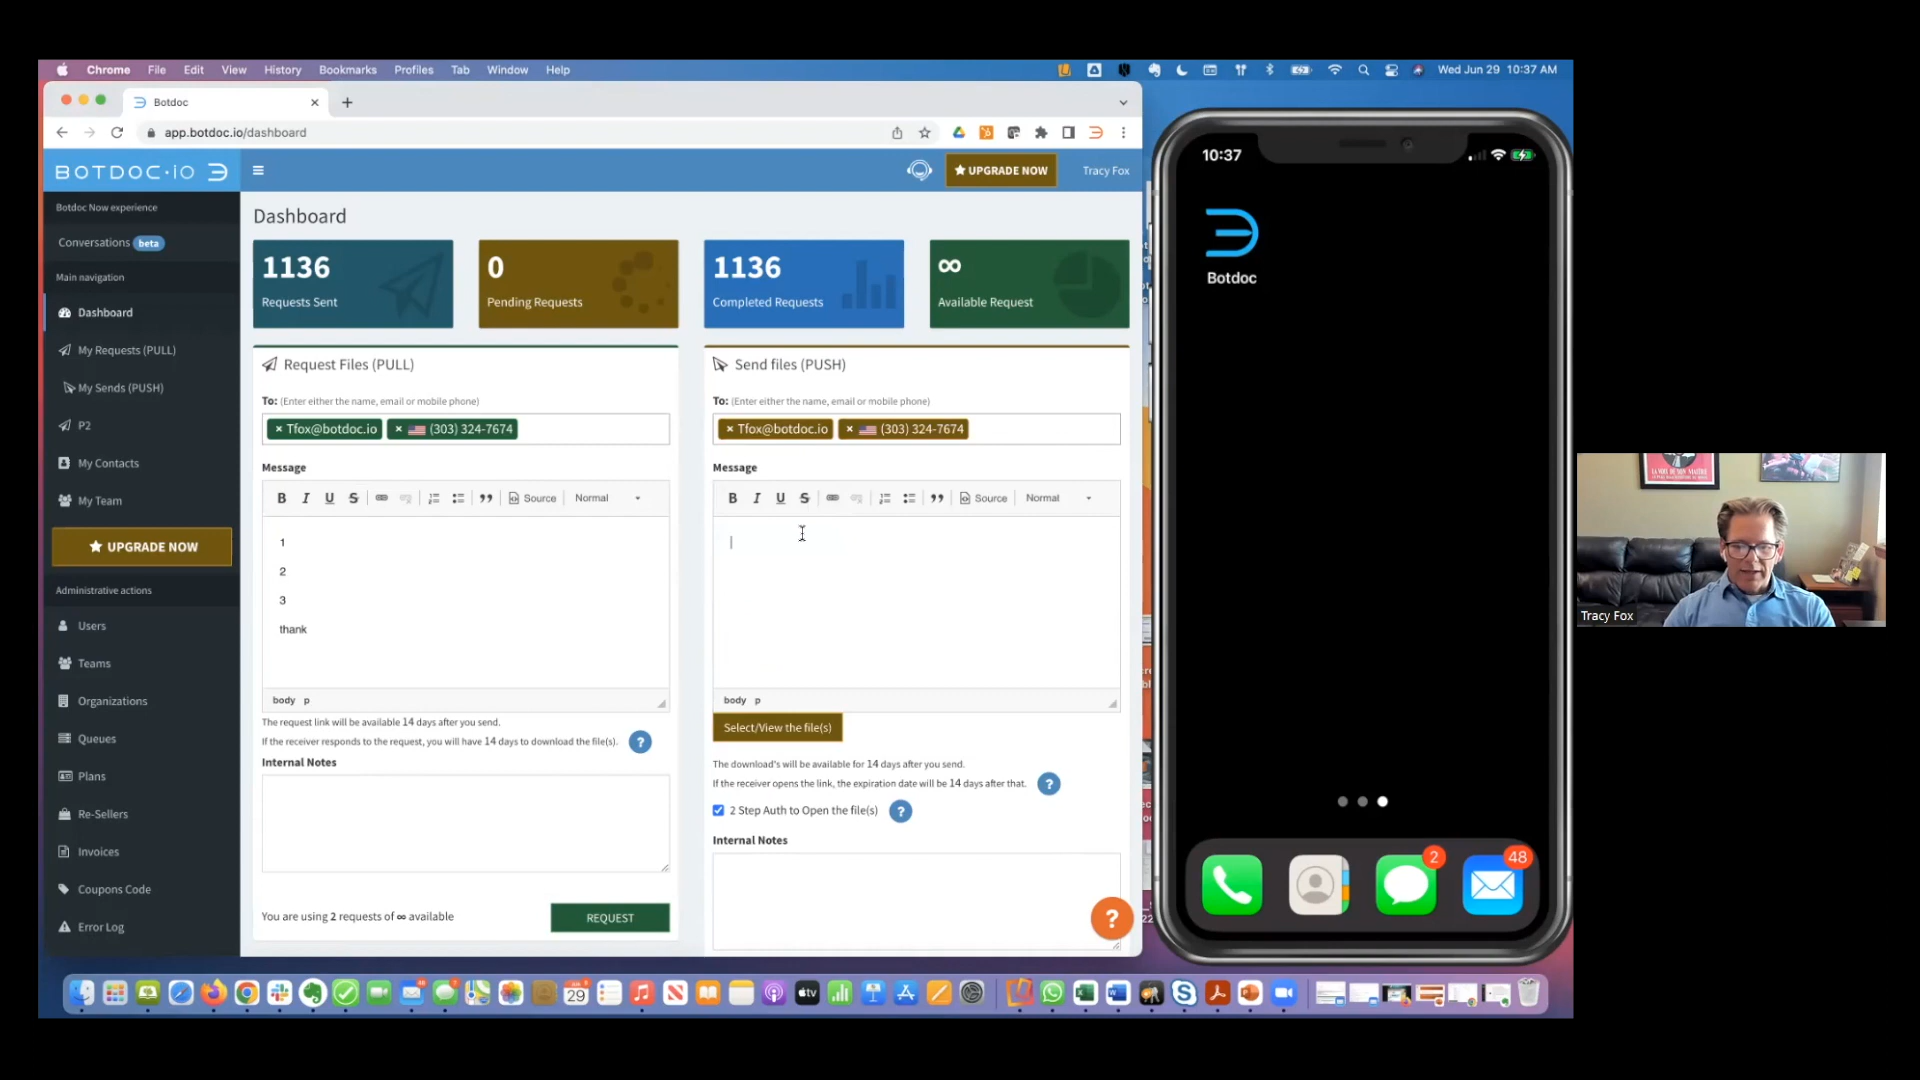 Chrome File Edit View History Bookmarks Profiles Tab Window Help
Wed Jun 29 10:37 AM
Botdoc
app.botdoc.io/dashboard
BOTDOC·IO
UPGRADE NOW
Tracy Fox
Botdoc Now experience
Conversations beta
Main navigation
Dashboard
My Requests (PULL)
My Sends (PUSH)
P2
My Contacts
My Team
UPGRADE NOW
Administrative actions
Users
Teams
Organizations
Queues
Plans
Re-Sellers
Invoices
Coupons Code
Error Log
Dashboard
1136
Requests Sent
0
Pending Requests
1136
Completed Requests
∞
Available Request
Request Files (PULL)
To: (Enter either the name, email or mobile phone)
× Tfox@botdoc.io × (303) 324-7674
Message
B I U S Source Normal
1
2
3
thank
body p
The request link will be available 14 days after you send.
If the receiver responds to the request, you will have 14 days to download the file(s). ?
Internal Notes
You are using 2 requests of ∞ available
REQUEST
Send files (PUSH)
To: (Enter either the name, email or mobile phone)
× Tfox@botdoc.io × (303) 324-7674
Message
B I U S Source Normal
body p
Select/View the file(s)
The download's will be available for 14 days after you send.
If the receiver opens the link, the expiration date will be 14 days after that. ?
2 Step Auth to Open the file(s) ?
Internal Notes
?
10:37
Botdoc
2
48
Tracy Fox
29
tv